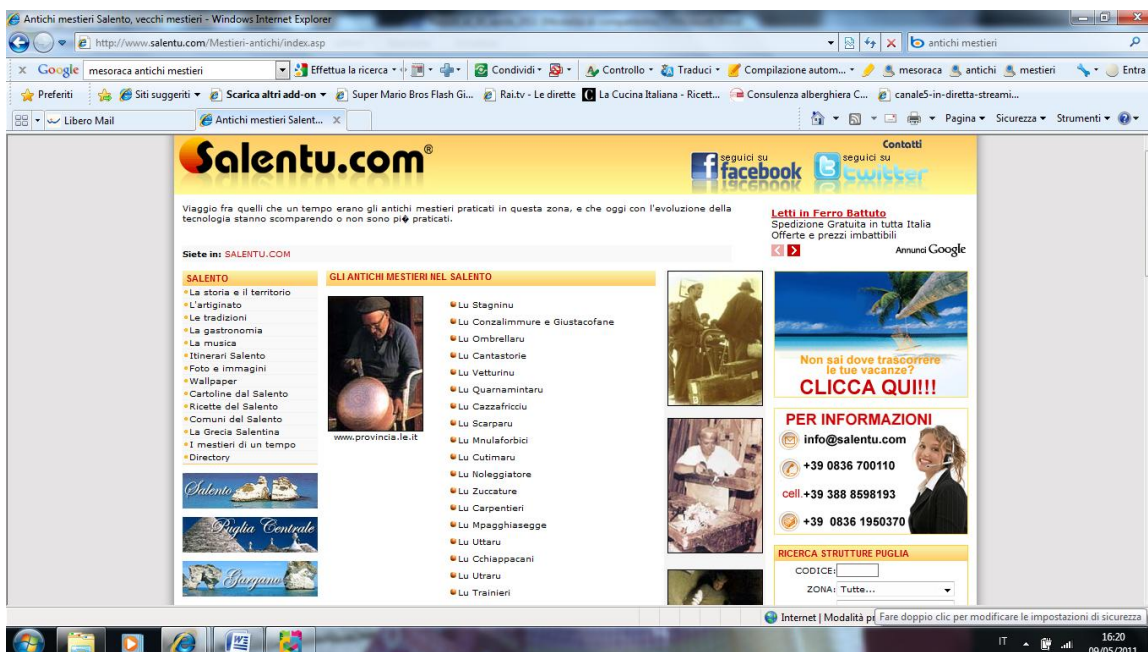 Antichi mestieri Salento, vecchi mestieri - Windows Internet Explorer
http://www.salentu.com/Mestieri-antichi/index.asp
antichi mestieri
x Google mesoraca antichi mestieri Effettua la ricerca Condividi Controllo Traduci Compilazione autom... mesoraca antichi mestieri Entra
Preferiti Siti suggeriti Scarica altri add-on Super Mario Bros Flash Gi... Rai.tv - Le dirette La Cucina Italiana - Ricett... Consulenza alberghiera C... canale5-in-diretta-streami...
Libero Mail Antichi mestieri Salent... x Pagina Sicurezza Strumenti
Salentu.com®
seguici su
facebook
seguici su
twitter
Contatti
Viaggio fra quelli che un tempo erano gli antichi mestieri praticati in questa zona, e che oggi con l'evoluzione della
tecnologia stanno scomparendo o non sono pi� praticati.
Letti in Ferro Battuto
Spedizione Gratuita in tutta Italia
Offerte e prezzi imbattibili
Annunci Google
Siete in: SALENTU.COM
SALENTO
La storia e il territorio
L'artiginato
Le tradizioni
La gastronomia
La musica
Itinerari Salento
Foto e immagini
Wallpaper
Cartoline dal Salento
Ricette del Salento
Comuni del Salento
La Grecia Salentina
I mestieri di un tempo
Directory
Salento
Puglia Centrale
Gargano
GLI ANTICHI MESTIERI NEL SALENTO
www.provincia.le.it
Lu Stagninu
Lu Conzalimmure e Giustacofane
Lu Ombrellaru
Lu Cantastorie
Lu Vetturinu
Lu Quarnamintaru
Lu Cazzafricciu
Lu Scarparu
Lu Mnulaforbici
Lu Cutimaru
Lu Noleggiatore
Lu Zuccature
Lu Carpentieri
Lu Mpagghiasegge
Lu Uttaru
Lu Cchiappacani
Lu Utraru
Lu Trainieri
Non sai dove trascorrere
le tue vacanze?
CLICCA QUI!!!
PER INFORMAZIONI
info@salentu.com
+39 0836 700110
cell.+39 388 8598193
+39 0836 1950370
RICERCA STRUTTURE PUGLIA
CODICE:
ZONA: Tutte...
Internet | Modalità pr
Fare doppio clic per modificare le impostazioni di sicurezza
IT
16:20
09/05/2011